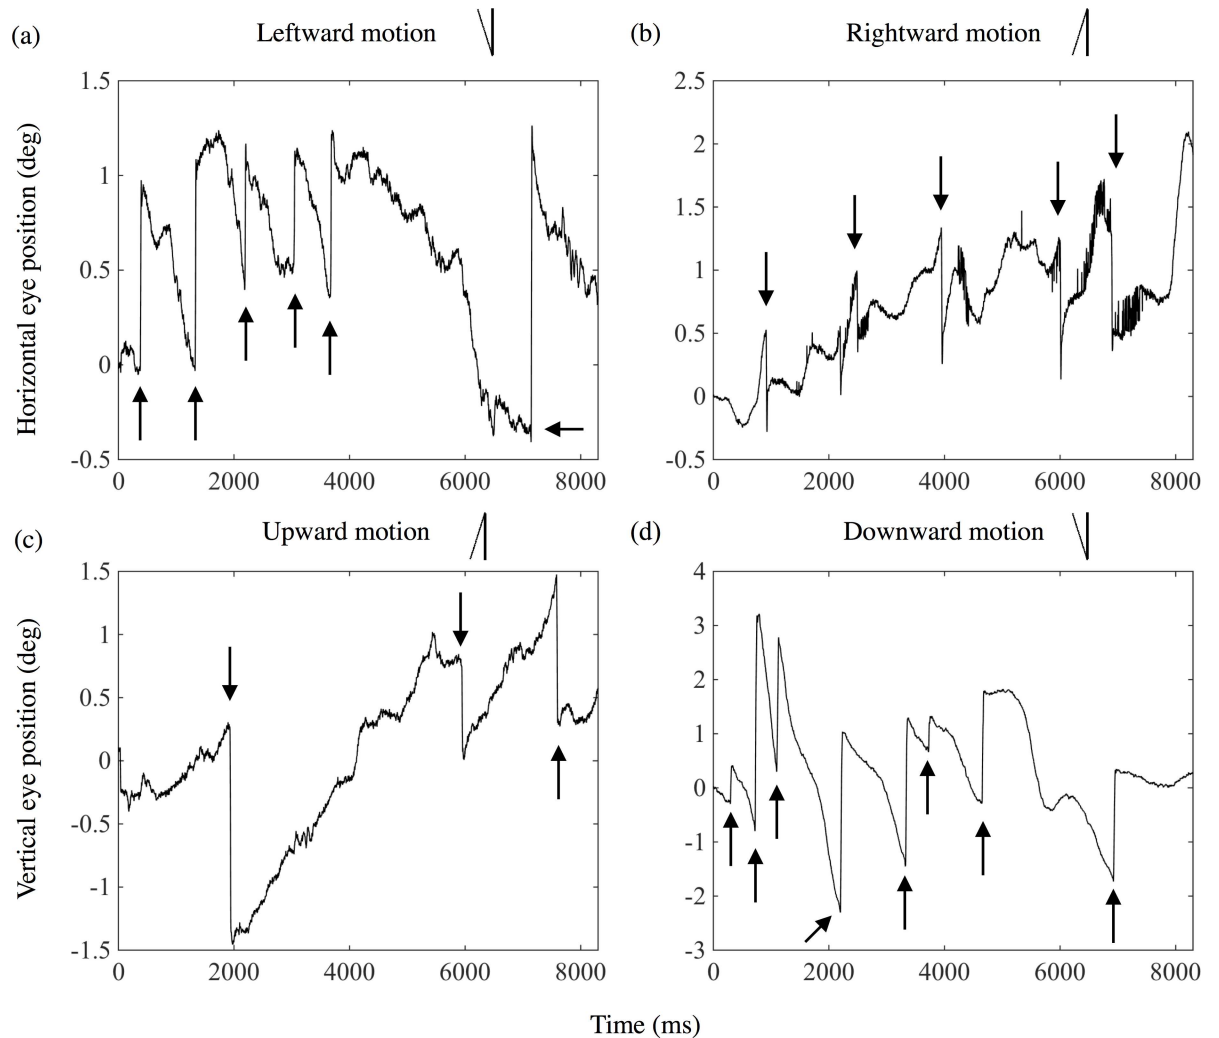 (a) Leftward motion
(b) Rightward motion
1.5
1
0.5
0
-0.5
0 2000 4000 6000 8000
Horizontal eye position (deg)
2.5
2
1.5
1
0.5
0
-0.5
0 2000 4000 6000 8000
(c) Upward motion
(d) Downward motion
1.5
1
0.5
0
-0.5
-1
-1.5
0 2000 4000 6000 8000
Vertical eye position (deg)
4
3
2
1
0
-1
-2
-3
0 2000 4000 6000 8000
Time (ms)